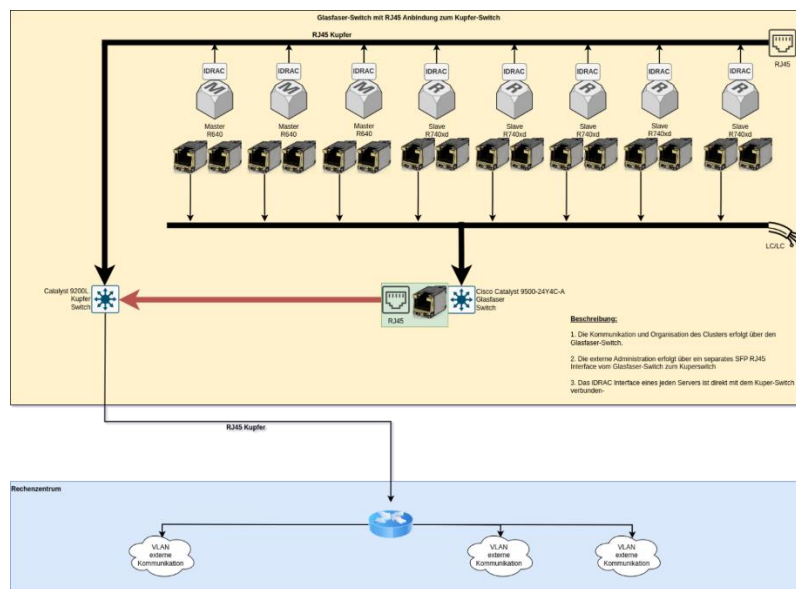 Glasfaser-Switch mit RJ45 Anbindung zum Kupfer-Switch
RJ45 Kupfer
RJ45
IDRAC
IDRAC
IDRAC
IDRAC
IDRAC
IDRAC
IDRAC
IDRAC
M
M
M
R
R
R
R
R
Master
R640
Master
R640
Master
R640
Slave
R740xd
Slave
R740xd
Slave
R740xd
Slave
R740xd
Slave
R740xd
LC/LC
Catalyst 9200L
Kupfer
Switch
RJ45
Cisco Catalyst 9500-24Y4C-A
Glasfaser
Switch
Beschreibung:
1. Die Kommunikation und Organisation des Clusters erfolgt über den
Glasfaser-Switch.
2. Die externe Administration erfolgt über ein separates SFP RJ45
Interface vom Glasfaser-Switch zum Kuperswitch
3. Das iDRAC Interface eines jeden Servers ist direkt mit dem Kuper-Switch
verbunden-
RJ45 Kupfer
Rechenzentrum
VLAN
externe
Kommunikation
VLAN
externe
Kommunikation
VLAN
externe
Kommunikation